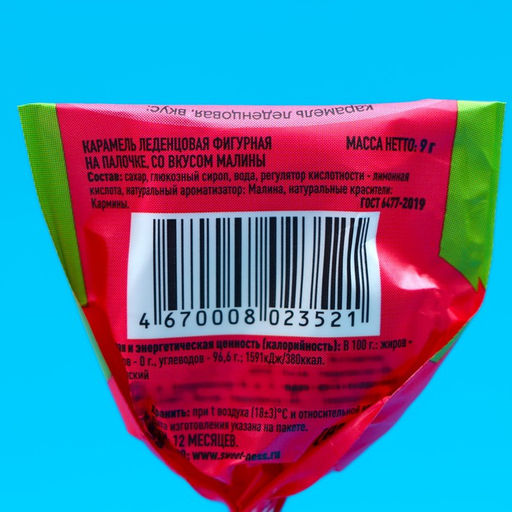 карамель леденцовая, вкус:
КАРАМЕЛЬ ЛЕДЕНЦОВАЯ ФИГУРНАЯ МАССА НЕТТО: 9 г
НА ПАЛОЧКЕ, СО ВКУСОМ МАЛИНЫ
Состав: сахар, глюкозный сироп, вода, регулятор кислотности - лимонная
кислота, натуральный ароматизатор: Малина, натуральные красители:
Кармины. ГОСТ 6477-2019
4 670008 023521
и энергетическая ценность (калорийность): В 100 г.: жиров -
- 0 г., углеводов - 96,6 г.; 1591кДж/380ккал.
при t воздуха (18±3)°С и относительной
изготовления указана на пакете.
12 МЕСЯЦЕВ.
www.sweet-ness.ru